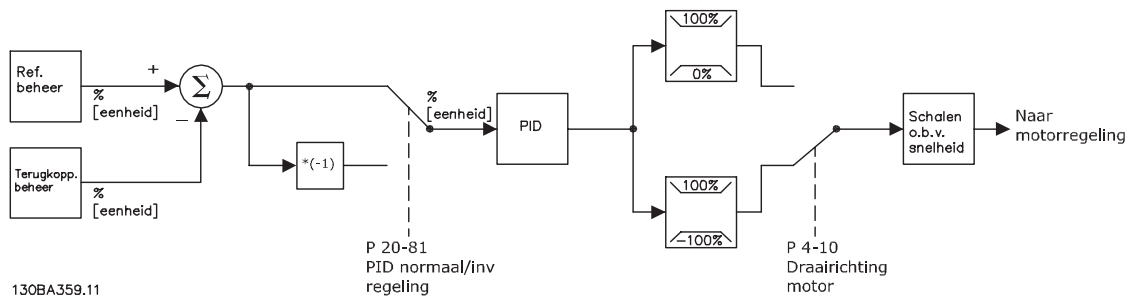 Ref.
beheer
+
%
[eenheid]
Σ
−
Terugkopp.
beheer
%
[eenheid]
*(-1)
%
[eenheid]
P 20-81
PID normaal/inv
regeling
PID
100%
0%
100%
−100%
P 4-10
Draairichting
motor
Schalen
o.b.v.
snelheid
Naar
motorregeling
130BA359.11